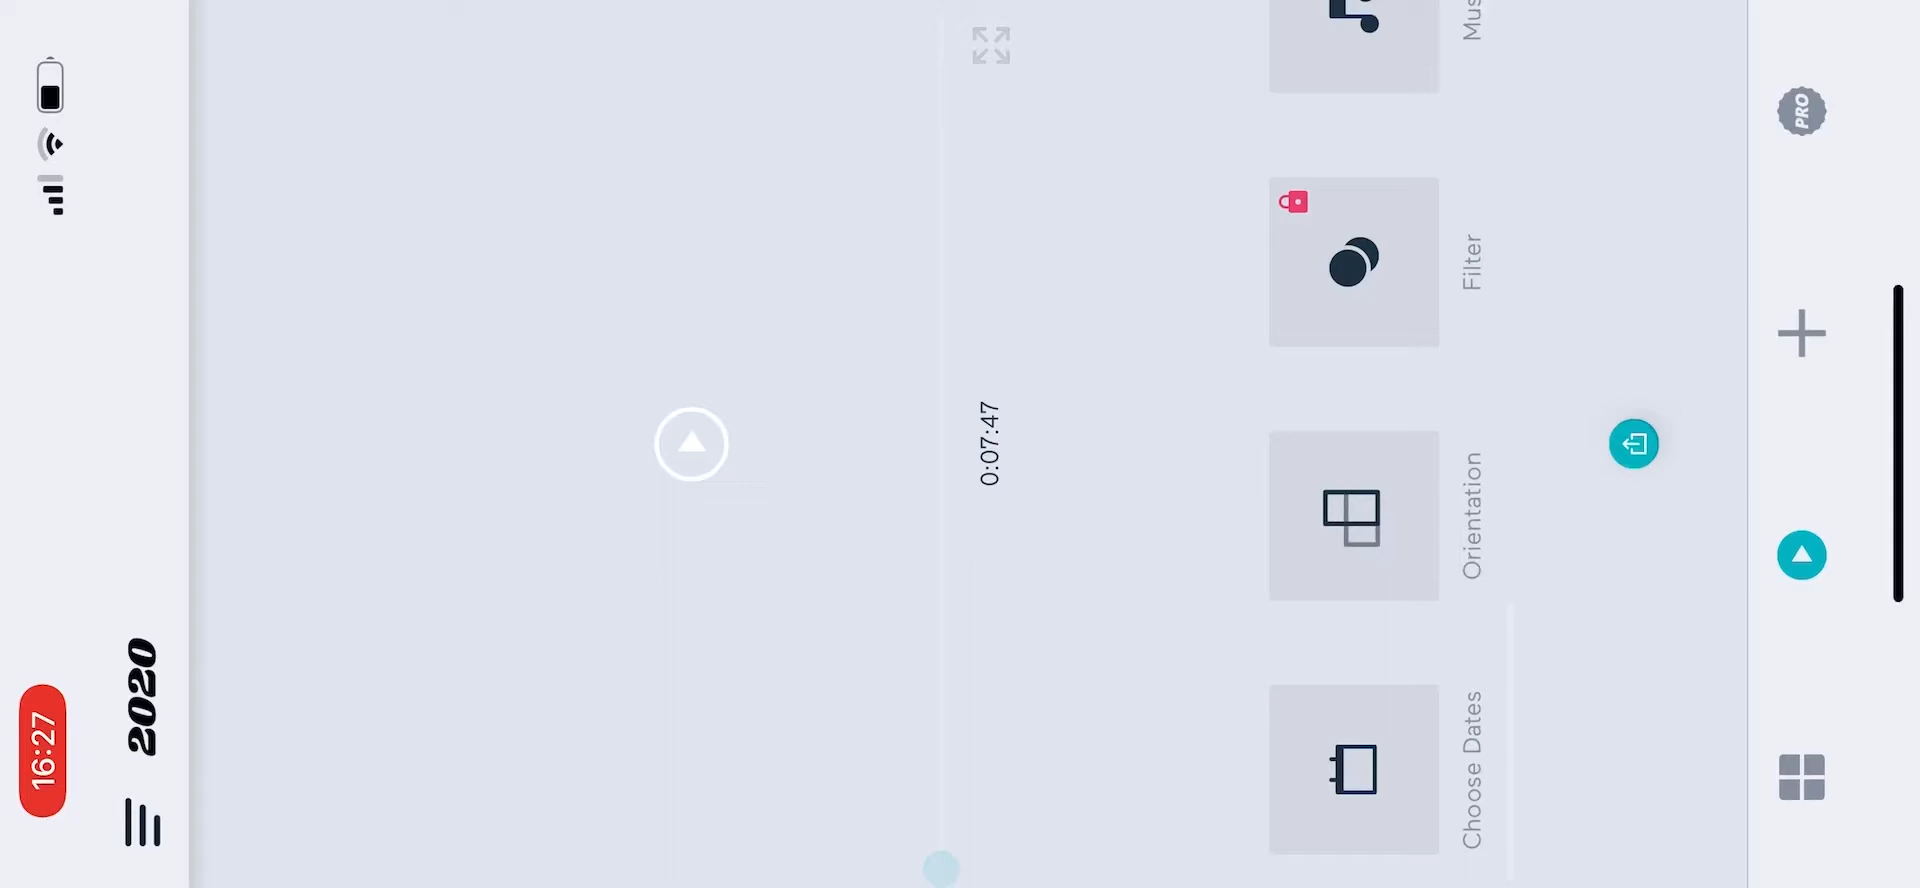 16:27
2020
0:07:47
Choose Dates
Orientation
Filter
Mus
PRO